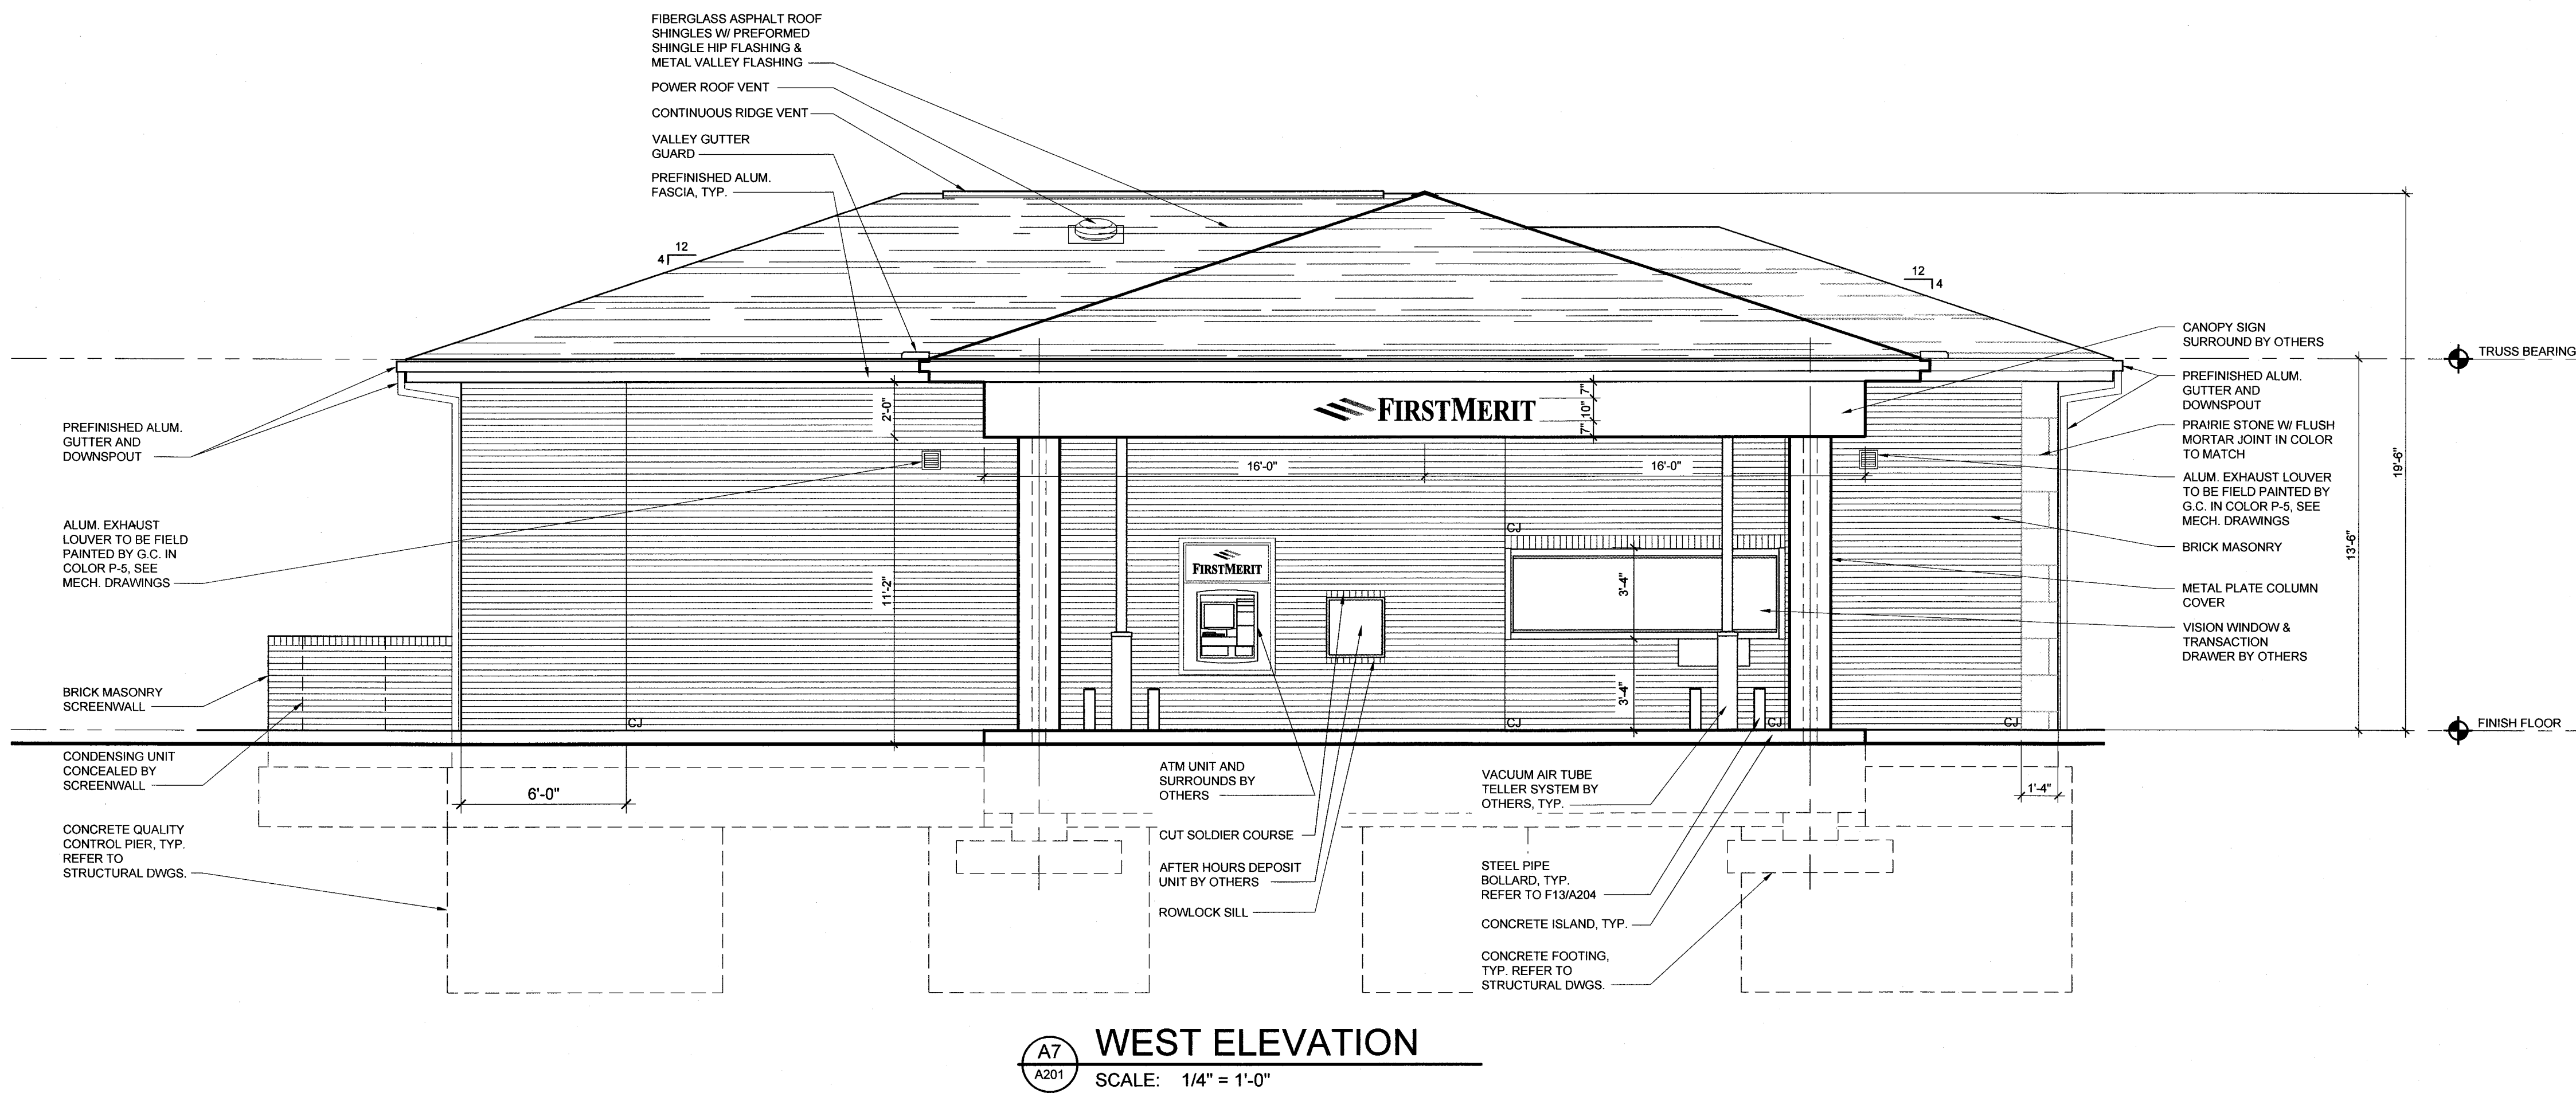 FIBERGLASS ASPHALT ROOF
SHINGLES W/ PREFORMED
SHINGLE HIP FLASHING &
METAL VALLEY FLASHING
POWER ROOF VENT
CONTINUOUS RIDGE VENT
VALLEY GUTTER
GUARD
PREFINISHED ALUM.
FASCIA, TYP.
12
4
12
4
CANOPY SIGN
SURROUND BY OTHERS
TRUSS BEARING
PREFINISHED ALUM.
GUTTER AND
DOWNSPOUT
PRAIRIE STONE W/ FLUSH
MORTAR JOINT IN COLOR
TO MATCH
ALUM. EXHAUST LOUVER
TO BE FIELD PAINTED BY
G.C. IN COLOR P-5, SEE
MECH. DRAWINGS
BRICK MASONRY
METAL PLATE COLUMN
COVER
VISION WINDOW &
TRANSACTION
DRAWER BY OTHERS
19'-6"
13'-6"
FINISH FLOOR
PREFINISHED ALUM.
GUTTER AND
DOWNSPOUT
ALUM. EXHAUST
LOUVER TO BE FIELD
PAINTED BY G.C. IN
COLOR P-5, SEE
MECH. DRAWINGS
BRICK MASONRY
SCREENWALL
CONDENSING UNIT
CONCEALED BY
SCREENWALL
CONCRETE QUALITY
CONTROL PIER, TYP.
REFER TO
STRUCTURAL DWGS.
2'-0"
11'-2"
FIRSTMERIT
7"
10"
7"
16'-0"
16'-0"
CJ
FIRSTMERIT
3'-4"
3'-4"
CJ
CJ
CJ
CJ
6'-0"
1'-4"
ATM UNIT AND
SURROUNDS BY
OTHERS
CUT SOLDIER COURSE
AFTER HOURS DEPOSIT
UNIT BY OTHERS
ROWLOCK SILL
VACUUM AIR TUBE
TELLER SYSTEM BY
OTHERS, TYP.
STEEL PIPE
BOLLARD, TYP.
REFER TO F13/A204
CONCRETE ISLAND, TYP.
CONCRETE FOOTING,
TYP. REFER TO
STRUCTURAL DWGS.
A7
A201
WEST ELEVATION
SCALE: 1/4" = 1'-0"